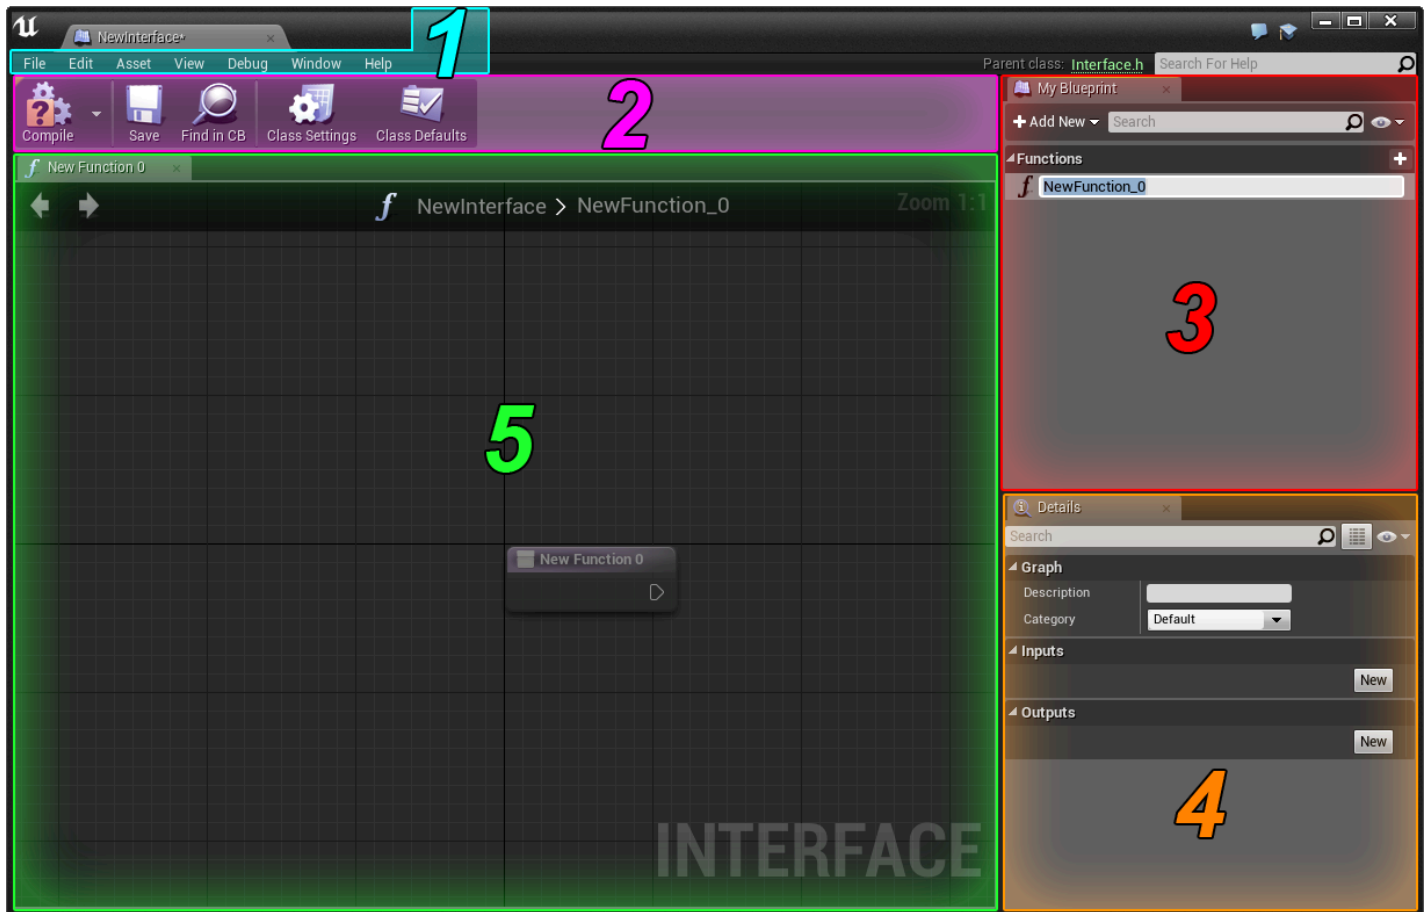 NewInterface*
1
File Edit Asset View Debug Window Help
Parent class: Interface.h Search For Help
Compile Save Find in CB Class Settings Class Defaults
2
My Blueprint
Add New Search
Functions
NewFunction_0
3
New Function 0
NewInterface > NewFunction_0 Zoom 1:1
5
New Function 0
INTERFACE
Details
Search
Graph
Description
Category Default
Inputs
New
Outputs
New
4